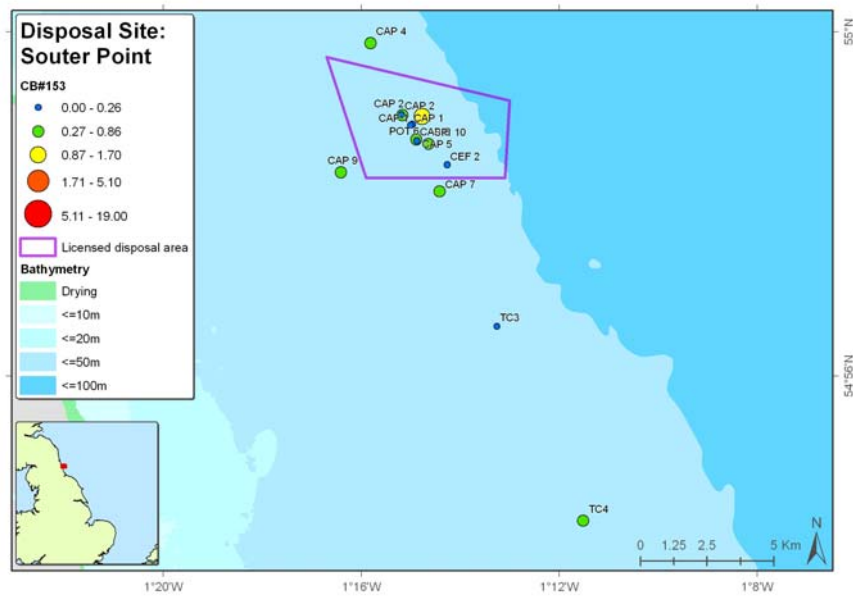 Disposal Site:
Souter Point
CB#153
0.00 - 0.26
0.27 - 0.86
0.87 - 1.70
1.71 - 5.10
5.11 - 19.00
Licensed disposal area
Bathymetry
Drying
<=10m
<=20m
<=50m
<=100m
CAP 4
CAP 2
CAP 2
CAP 1
CAP 5
CEF 2
CAP 9
CAP 7
TC3
TC4
55°N
54°56'N
N
0 1.25 2.5 5 Km
1°20'W 1°16'W 1°12'W 1°8'W